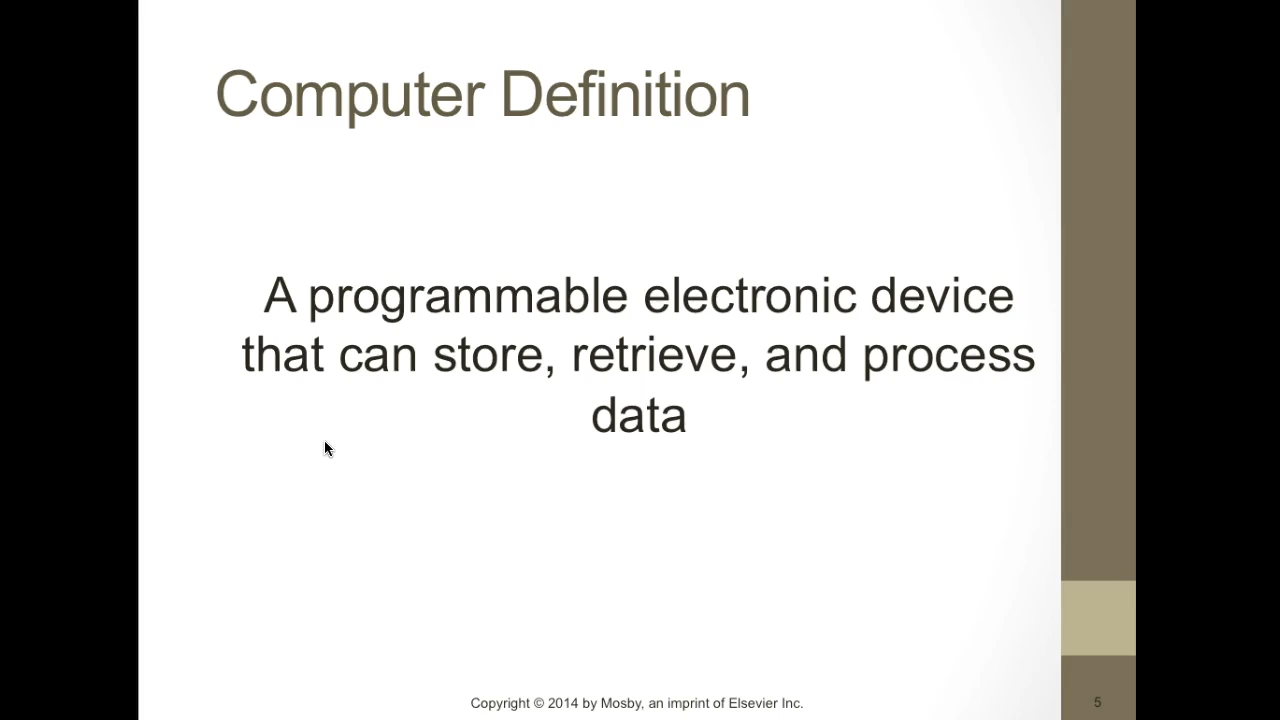 Computer Definition
A programmable electronic device
that can store, retrieve, and process
data
Copyright © 2014 by Mosby, an imprint of Elsevier Inc.
5